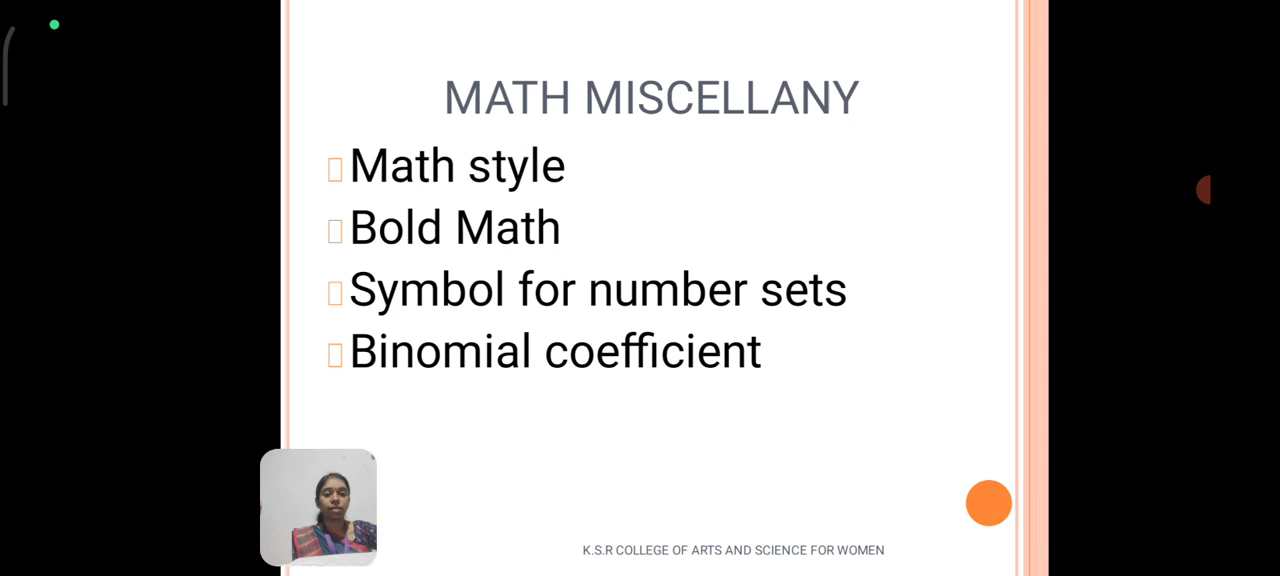 MATH MISCELLANY
Math style
Bold Math
Symbol for number sets
Binomial coefficient
K.S.R COLLEGE OF ARTS AND SCIENCE FOR WOMEN